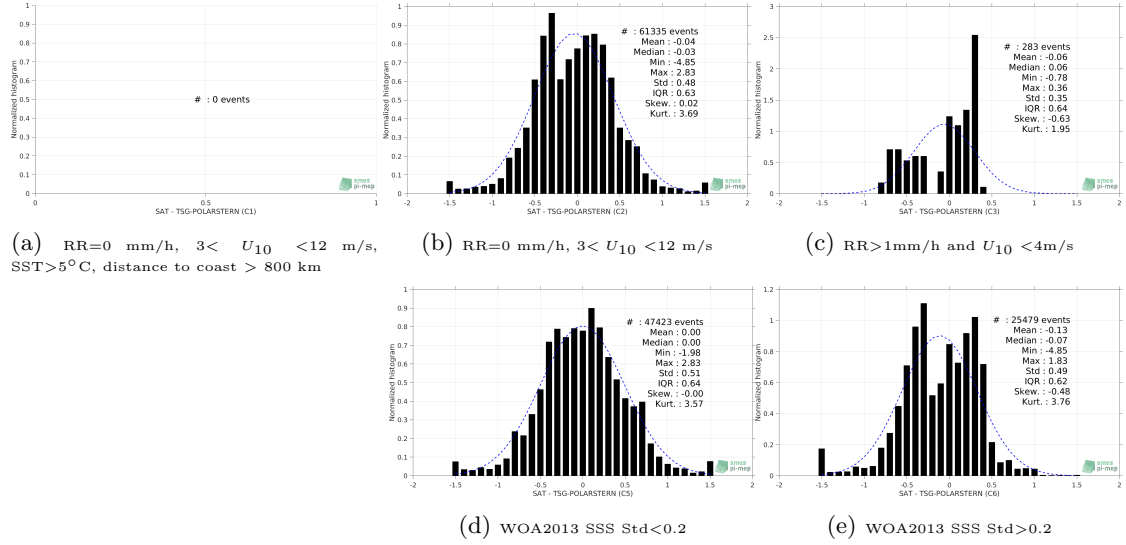 1
0.9
0.8
0.7
0.6
0.5
0.4
0.3
0.2
0.1
0
Normalized histogram
# : 0 events
smos
pi-mep
0 0.5 1
SAT - TSG-POLARSTERN (C1)
(a) RR=0 mm/h, 3< U10 <12 m/s,
SST>5°C, distance to coast > 800 km
1
0.9
0.8
0.7
0.6
0.5
0.4
0.3
0.2
0.1
0
Normalized histogram
# : 61335 events
Mean : -0.04
Median : -0.03
Min : -4.85
Max : 2.83
Std : 0.48
IQR : 0.63
Skew. : 0.02
Kurt. : 3.69
smos
pi-mep
-2 -1.5 -1 -0.5 0 0.5 1 1.5 2
SAT - TSG-POLARSTERN (C2)
(b) RR=0 mm/h, 3< U10 <12 m/s
3
2.5
2
1.5
1
0.5
0
Normalized histogram
# : 283 events
Mean : -0.06
Median : 0.06
Min : -0.78
Max : 0.36
Std : 0.35
IQR : 0.64
Skew. : -0.63
Kurt. : 1.95
smos
pi-mep
-2 -1.5 -1 -0.5 0 0.5 1 1.5 2
SAT - TSG-POLARSTERN (C3)
(c) RR>1mm/h and U10 <4m/s
1
0.9
0.8
0.7
0.6
0.5
0.4
0.3
0.2
0.1
0
Normalized histogram
# : 47423 events
Mean : 0.00
Median : 0.00
Min : -1.98
Max : 2.83
Std : 0.51
IQR : 0.64
Skew. : -0.00
Kurt. : 3.57
smos
pi-mep
-2 -1.5 -1 -0.5 0 0.5 1 1.5 2
SAT - TSG-POLARSTERN (C5)
(d) WOA2013 SSS Std<0.2
1.2
1
0.8
0.6
0.4
0.2
0
Normalized histogram
# : 25479 events
Mean : -0.13
Median : -0.07
Min : -4.85
Max : 1.83
Std : 0.49
IQR : 0.62
Skew. : -0.48
Kurt. : 3.76
smos
pi-mep
-2 -1.5 -1 -0.5 0 0.5 1 1.5 2
SAT - TSG-POLARSTERN (C6)
(e) WOA2013 SSS Std>0.2